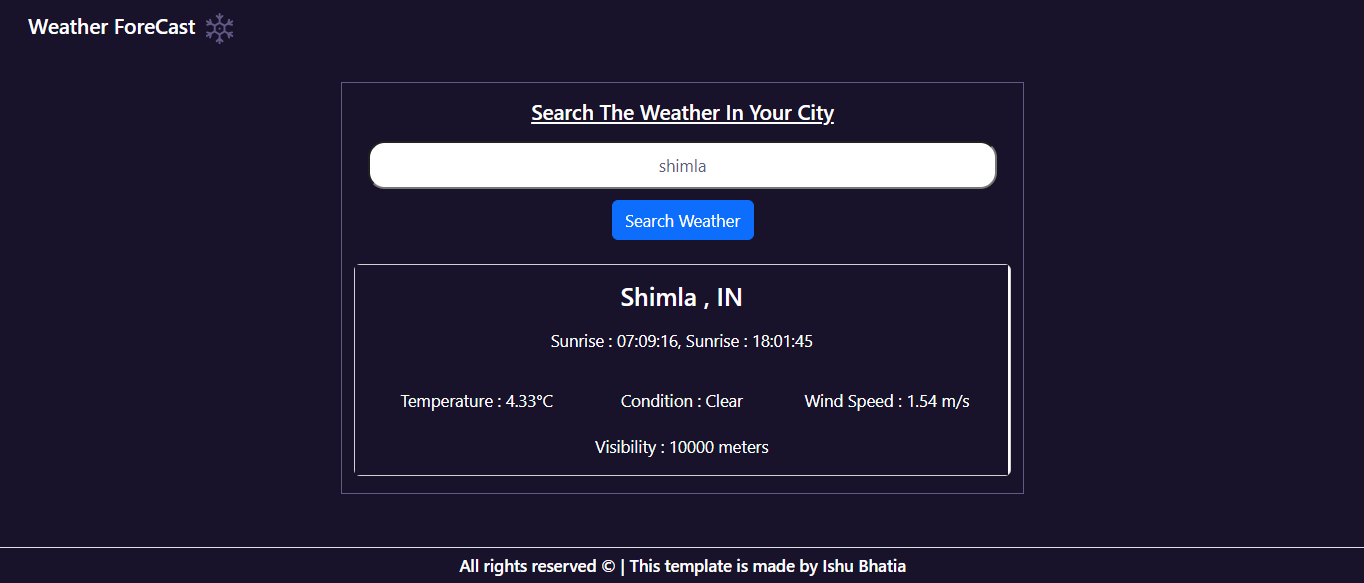 Weather ForeCast
Search The Weather In Your City
shimla
Search Weather
Shimla , IN
Sunrise : 07:09:16, Sunrise : 18:01:45
Temperature : 4.33°C Condition : Clear Wind Speed : 1.54 m/s
Visibility : 10000 meters
All rights reserved © | This template is made by Ishu Bhatia